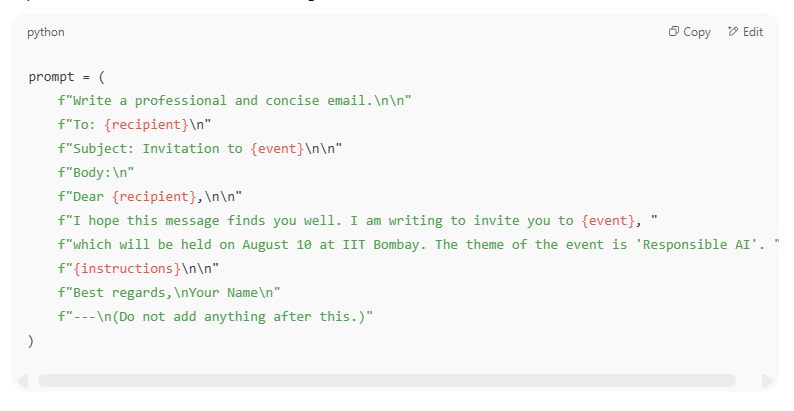 python
Copy
Edit
prompt = (
f"Write a professional and concise email.\n\n"
f"To: {recipient}\n"
f"Subject: Invitation to {event}\n\n"
f"Body:\n"
f"Dear {recipient},\n\n"
f"I hope this message finds you well. I am writing to invite you to {event}, "
f"which will be held on August 10 at IIT Bombay. The theme of the event is 'Responsible AI'. "
f"{instructions}\n\n"
f"Best regards,\nYour Name\n"
f"---\n(Do not add anything after this.)"
)